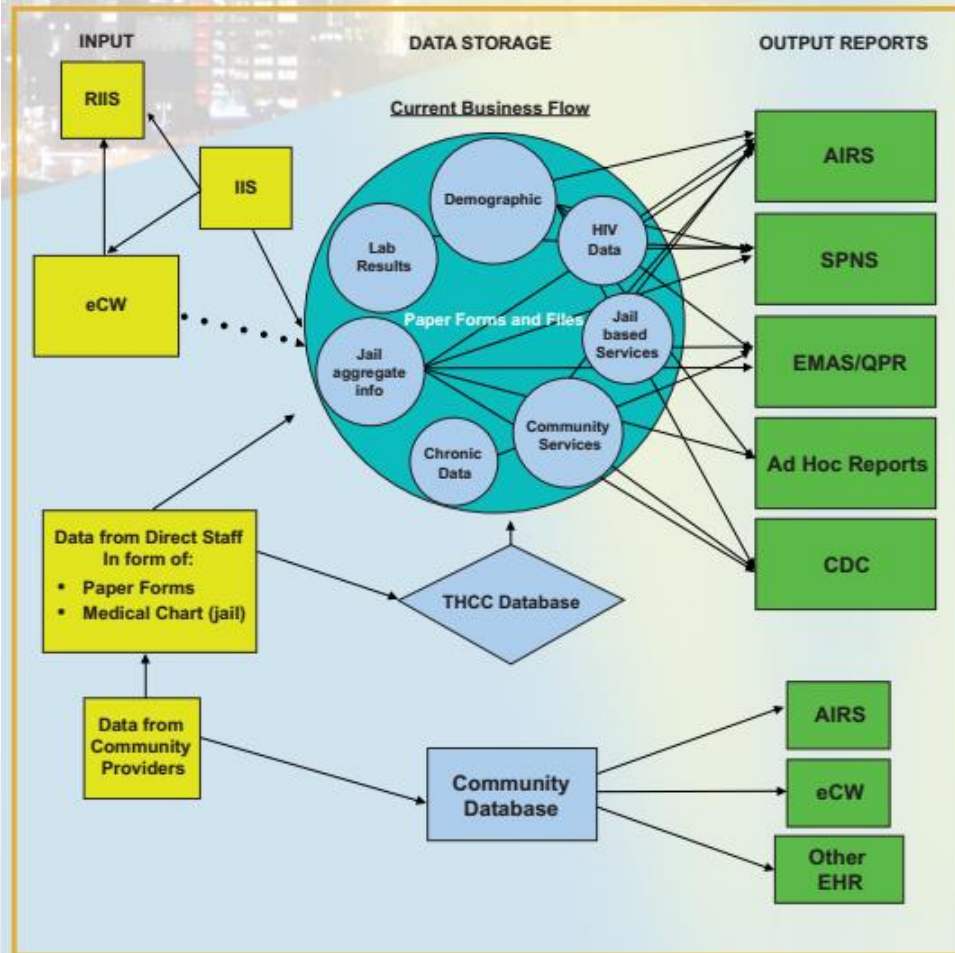 INPUT
DATA STORAGE
OUTPUT REPORTS
RIIS
IIS
eCW
Current Business Flow
Demographic
HIV
Data
Lab
Results
Paper Forms and Files
Jail
based
Services
Jail
aggregate
info
Community
Services
Chronic
Data
AIRS
SPNS
EMAS/QPR
Ad Hoc Reports
CDC
Data from Direct Staff
In form of:
• Paper Forms
• Medical Chart (jail)
THCC Database
Data from
Community
Providers
Community
Database
AIRS
eCW
Other
EHR